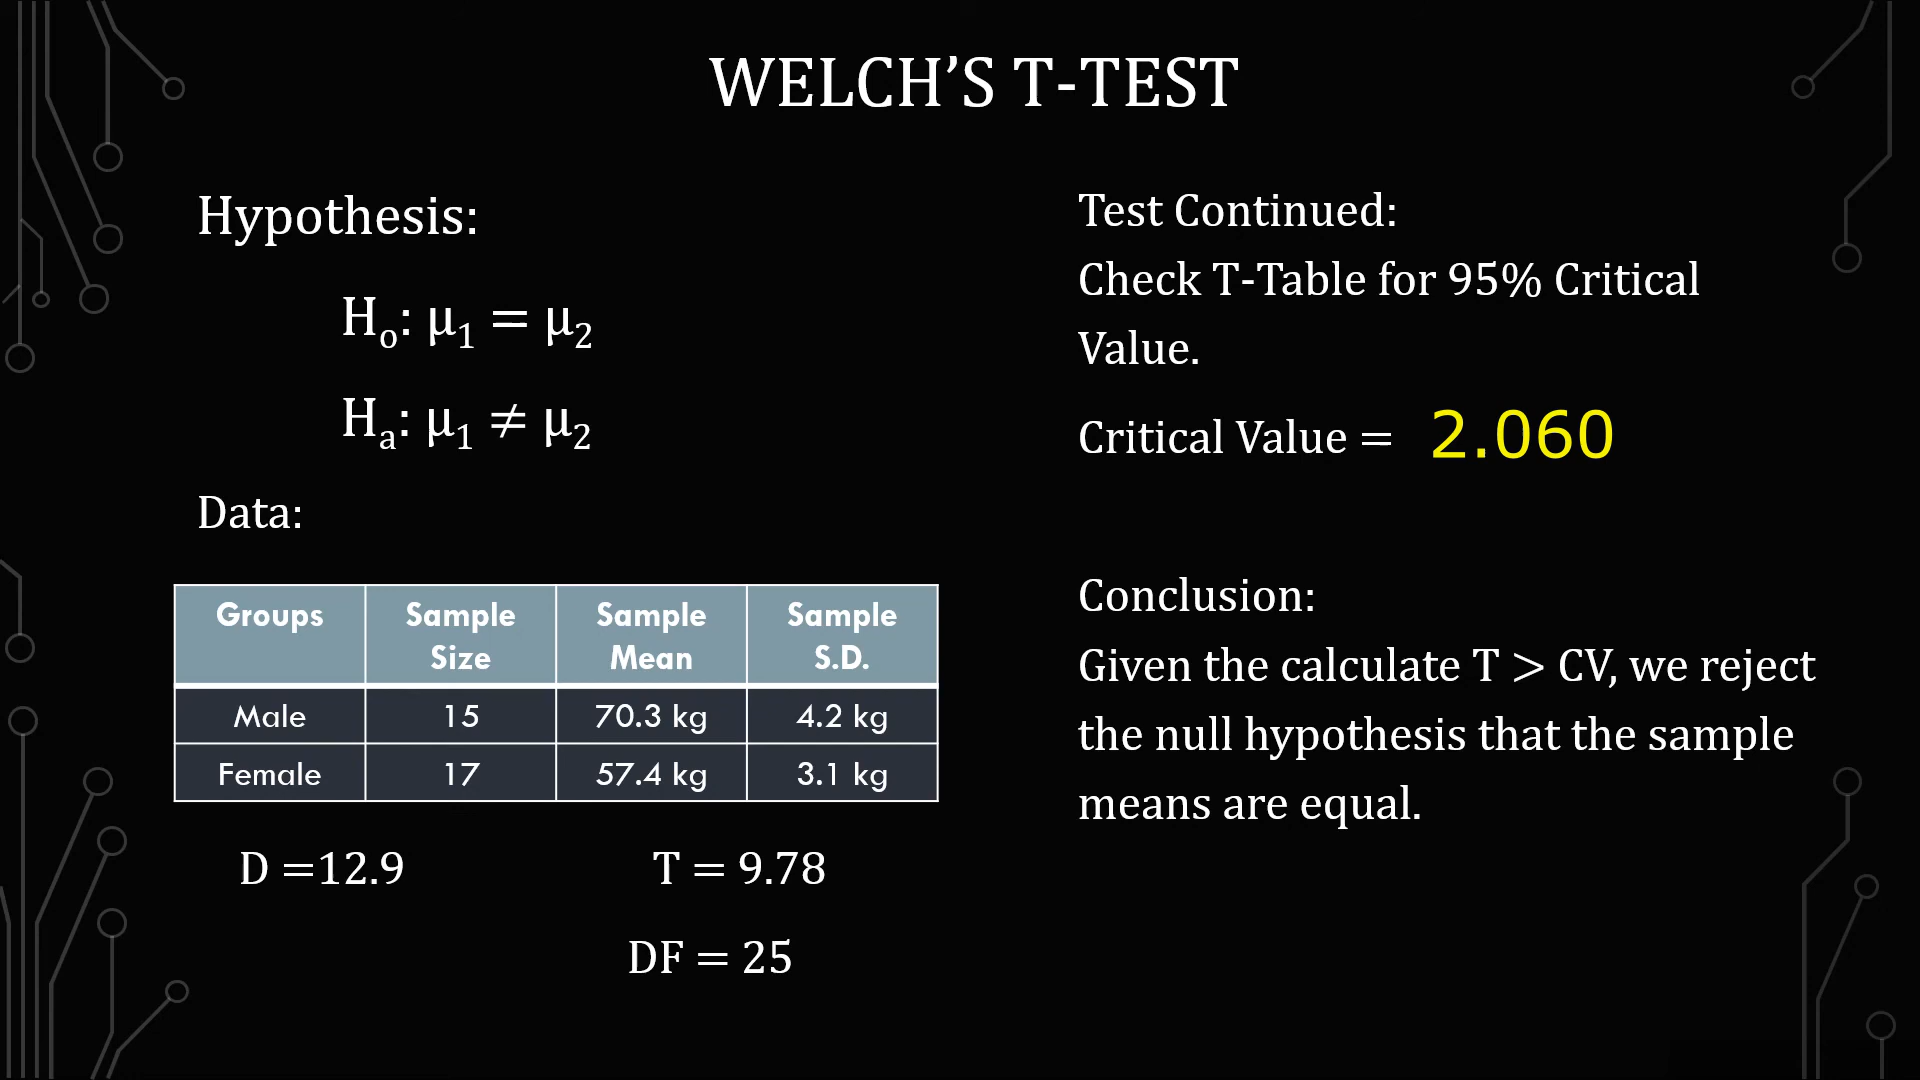 WELCH’S T-TEST
Hypothesis:
Hₒ: μ₁ = μ₂
Hₐ: μ₁ ≠ μ₂
Data:
Groups Sample Size Sample Mean Sample S.D.
Male 15 70.3 kg 4.2 kg
Female 17 57.4 kg 3.1 kg
D =12.9 T = 9.78
DF = 25
Test Continued:
Check T-Table for 95% Critical
Value.
Critical Value = 2.060
Conclusion:
Given the calculate T > CV, we reject
the null hypothesis that the sample
means are equal.